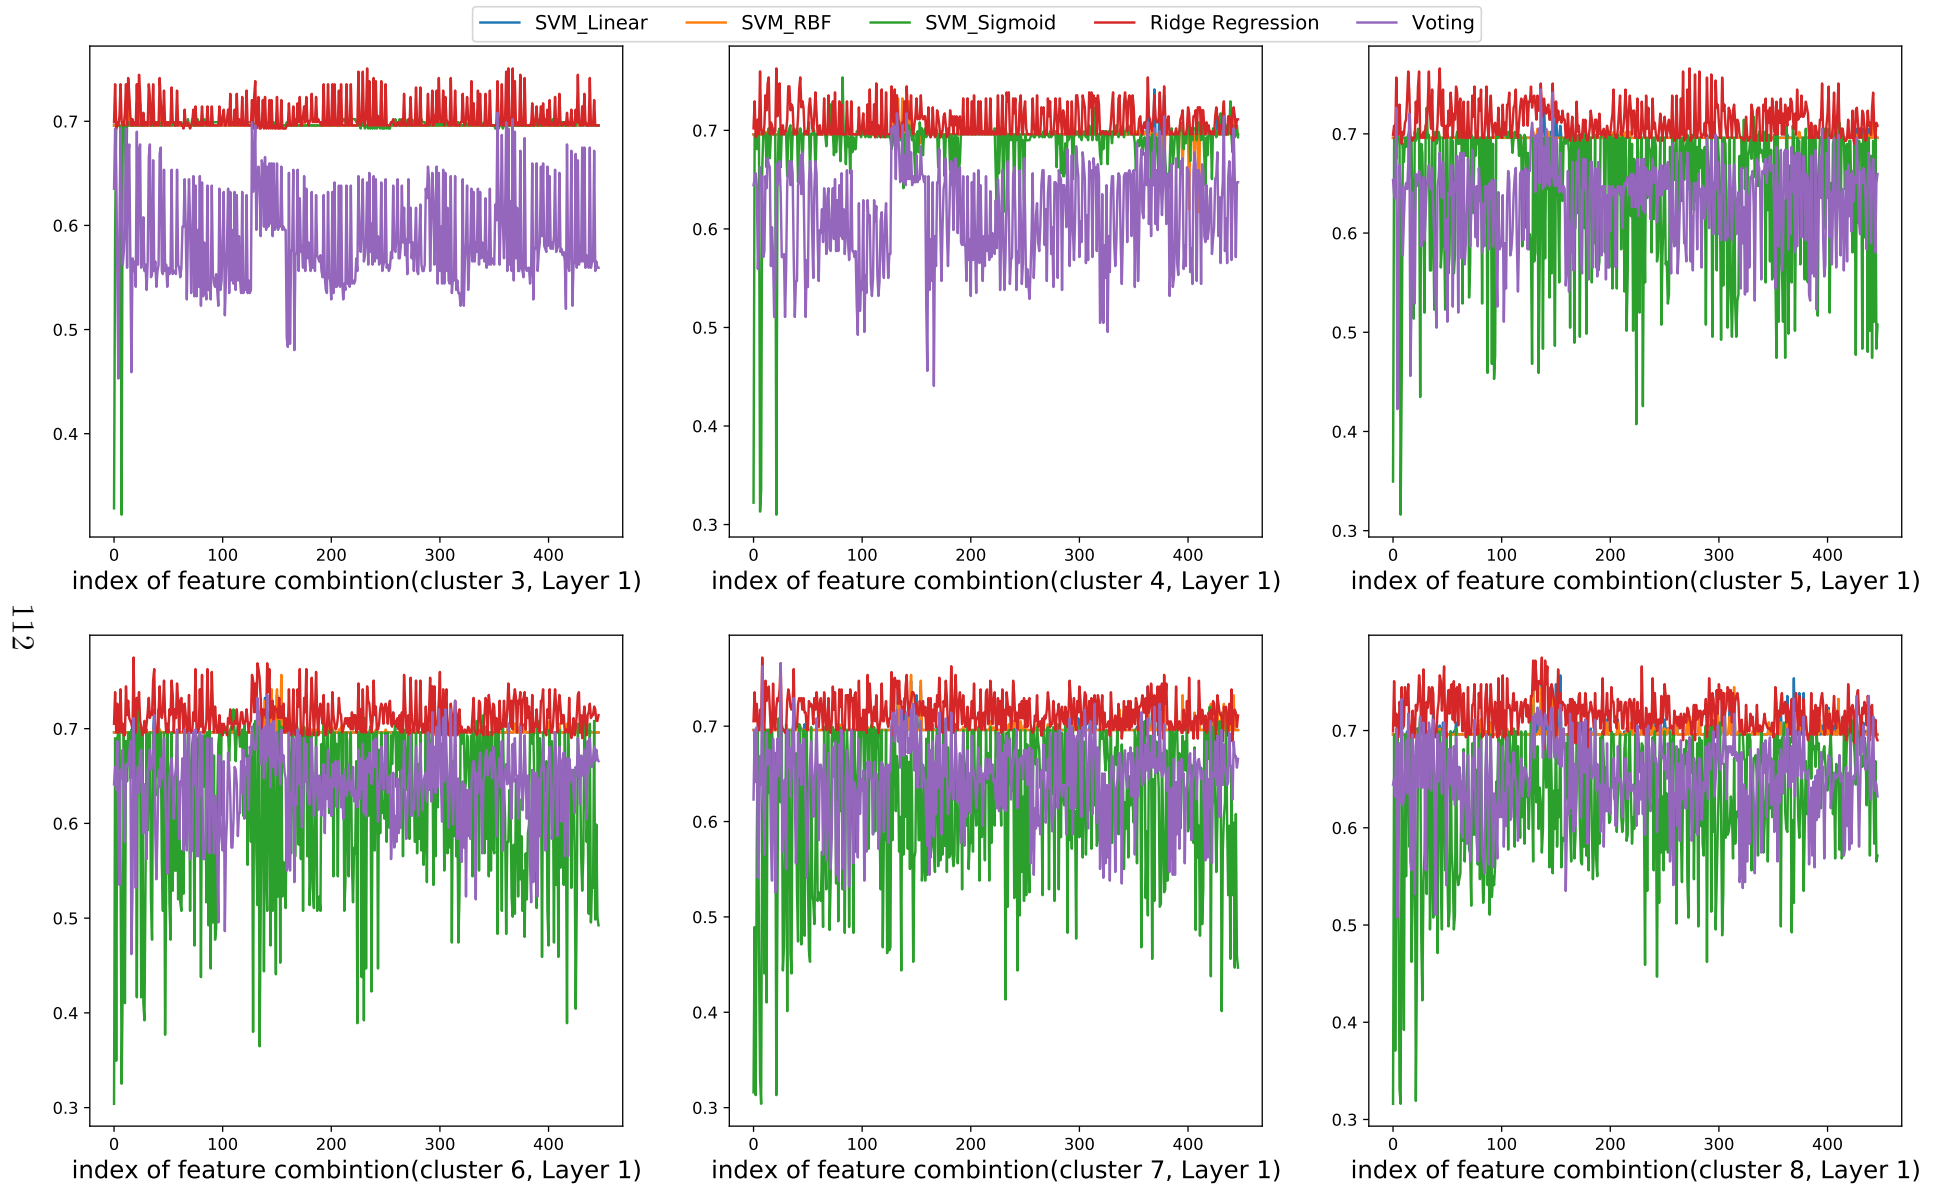 SVM_Linear SVM_RBF SVM_Sigmoid Ridge Regression Voting
0.7
0.6
0.5
0.4
0 100 200 300 400
index of feature combintion(cluster 3, Layer 1)
0.7
0.6
0.5
0.4
0.3
0 100 200 300 400
index of feature combintion(cluster 4, Layer 1)
0.7
0.6
0.5
0.4
0.3
0 100 200 300 400
index of feature combintion(cluster 5, Layer 1)
112
0.7
0.6
0.5
0.4
0.3
0 100 200 300 400
index of feature combintion(cluster 6, Layer 1)
0.7
0.6
0.5
0.4
0.3
0 100 200 300 400
index of feature combintion(cluster 7, Layer 1)
0.7
0.6
0.5
0.4
0.3
0 100 200 300 400
index of feature combintion(cluster 8, Layer 1)